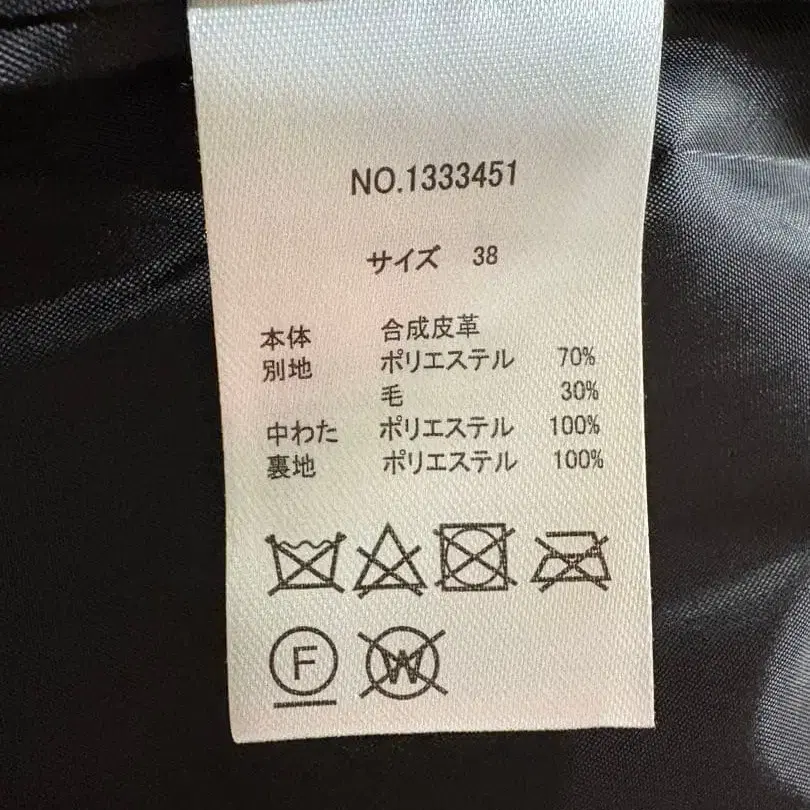 NO.1333451
サイズ 38
本体 合成皮革
別地 ポリエステル 70%
毛 30%
中わた ポリエステル 100%
裏地 ポリエステル 100%
F W